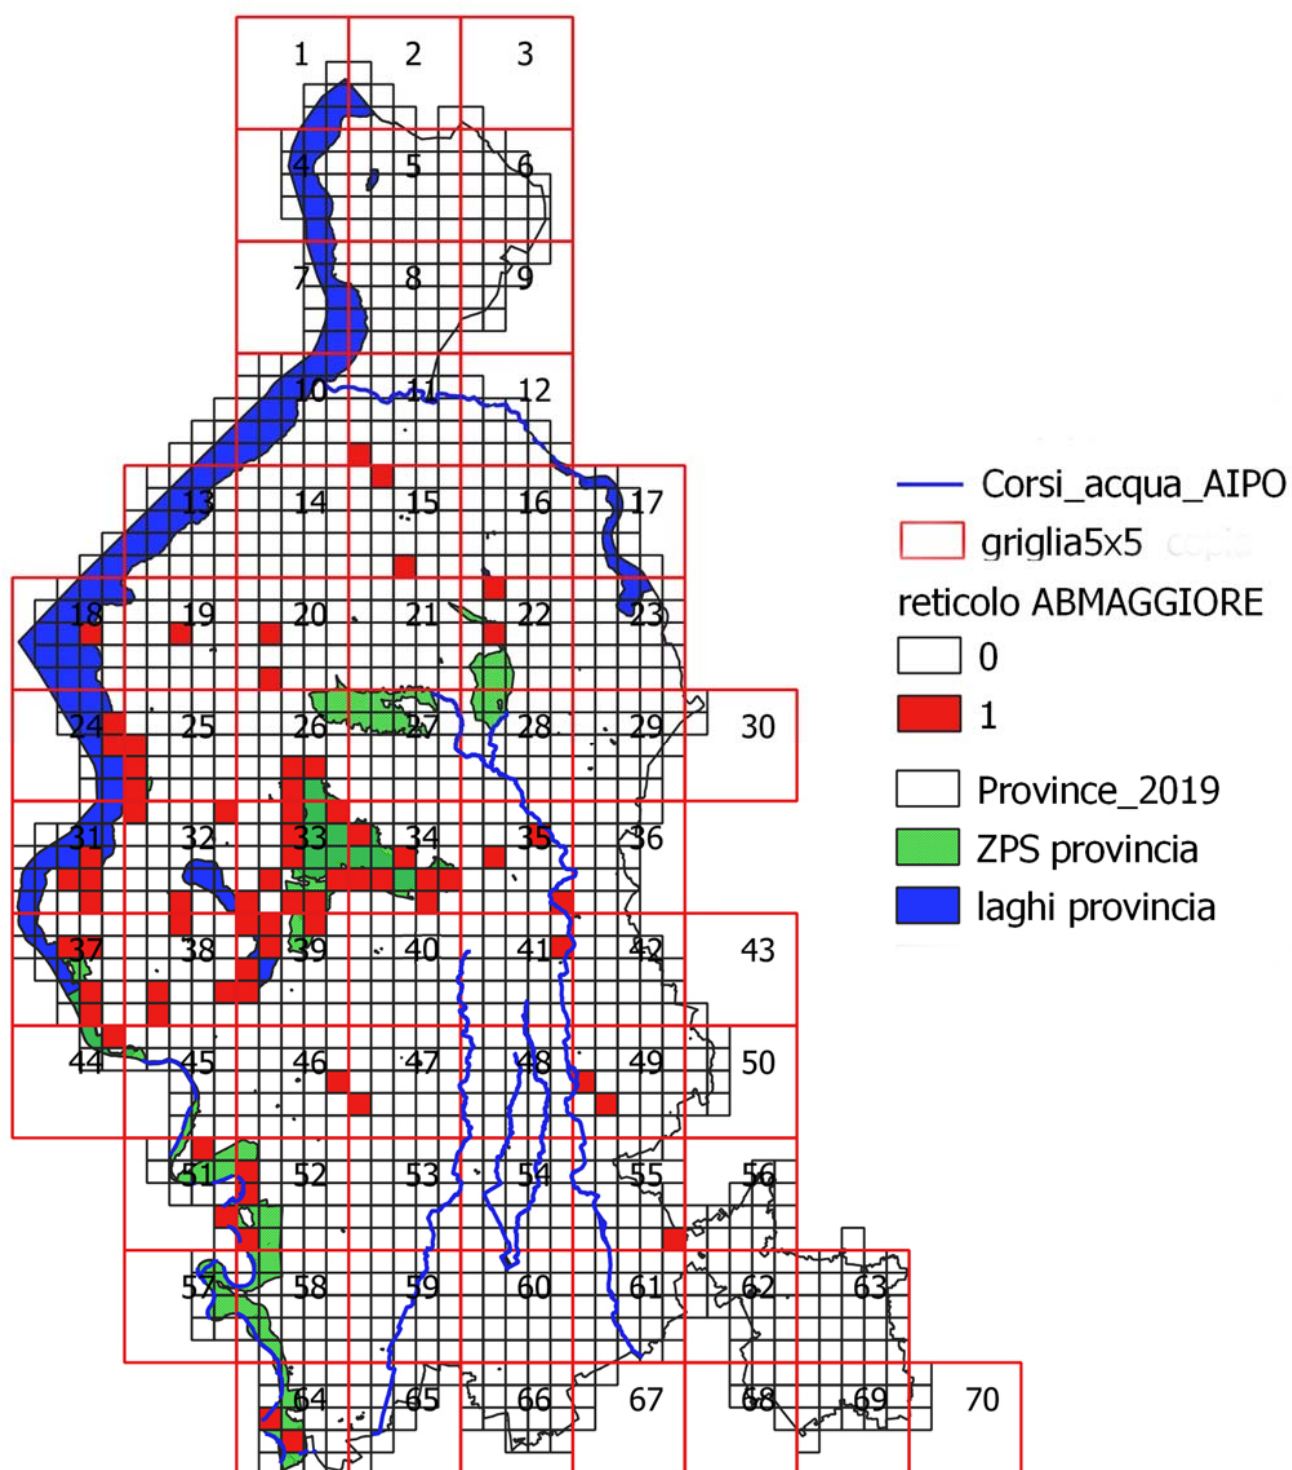 1 2 3
4 5 6
7 8 9
10 11 12
13 14 15 16 17
18 19 20 21 22 23
24 25 26 27 28 29 30
31 32 33 34 35 36
37 38 39 40 41 42 43
44 45 46 47 48 49 50
51 52 53 54 55 56
57 58 59 60 61 62 63
64 65 66 67 68 69 70
Corsi_acqua_AIPO
griglia5x5 copia
reticolo ABMAGGIORE
0
1
Province_2019
ZPS provincia
laghi provincia